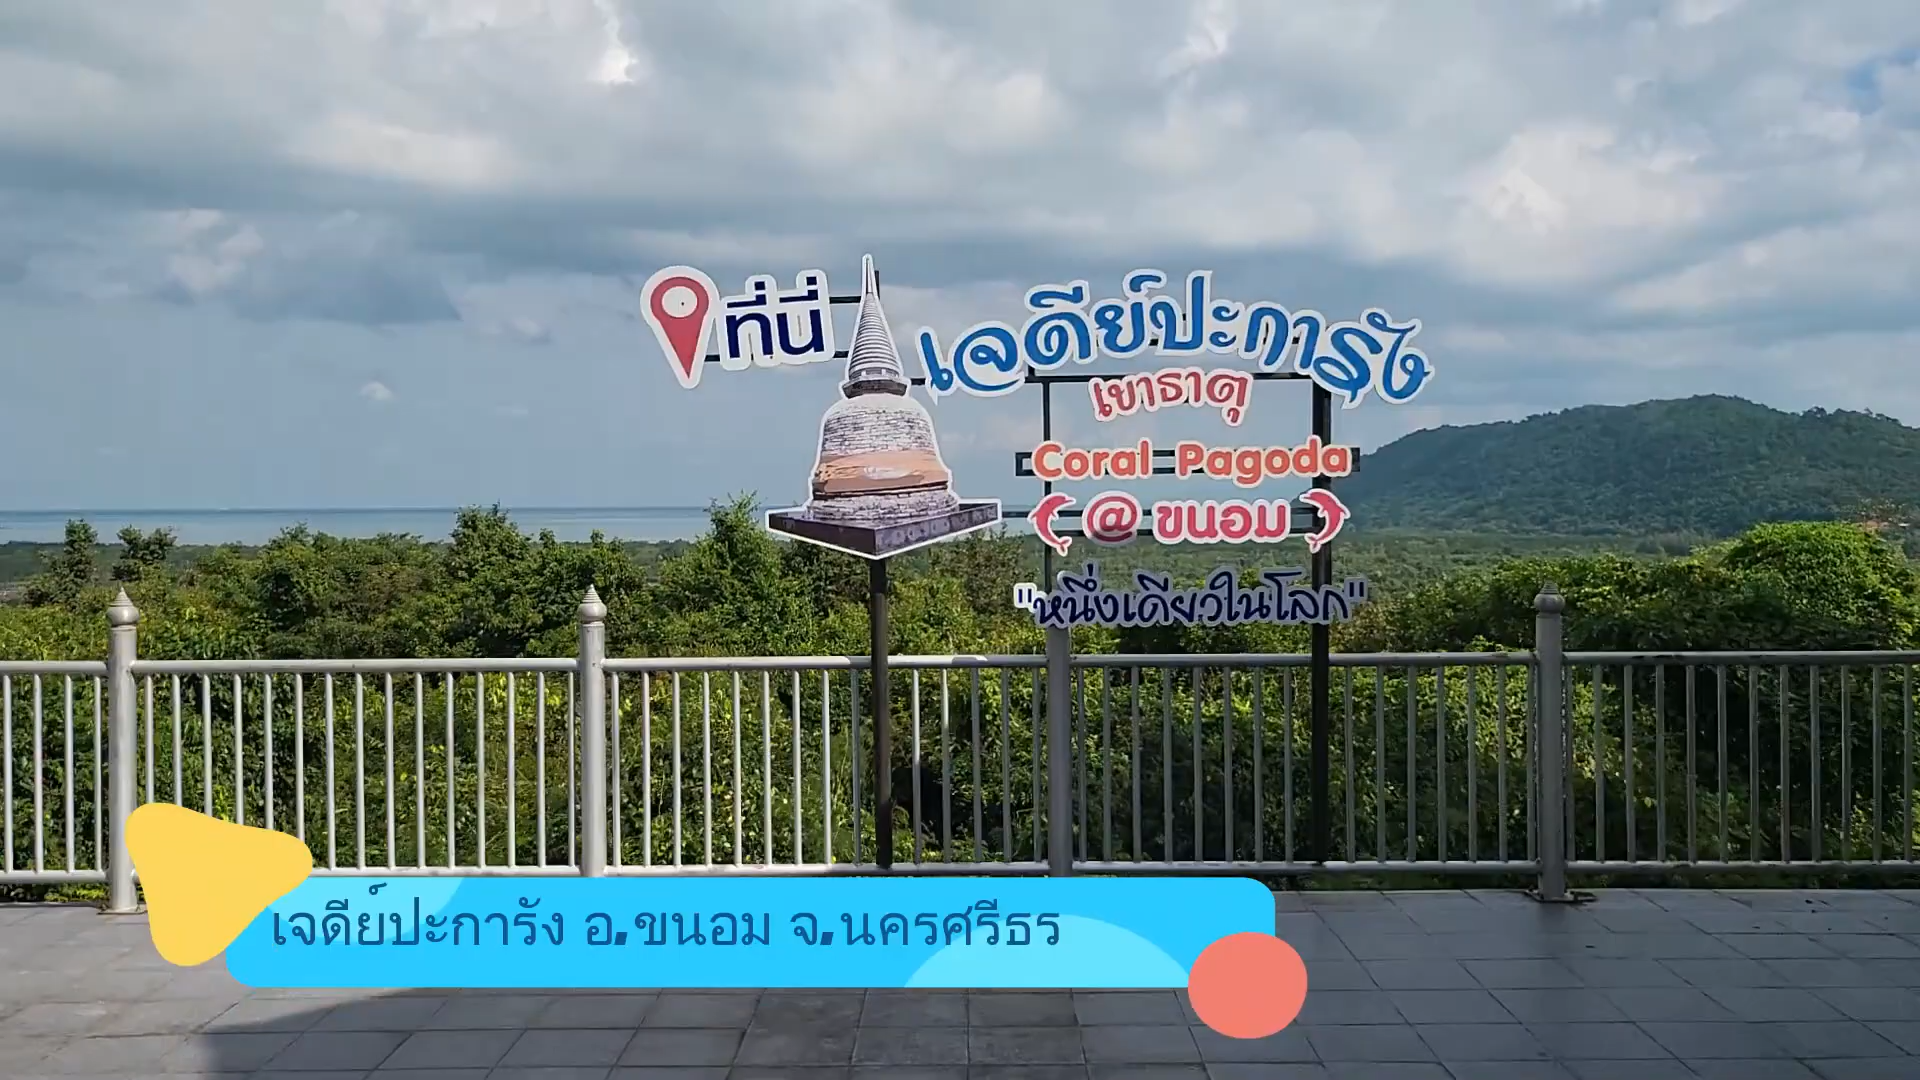 ที่นี่
เจดีย์ปะการัง
เขาธาตุ
Coral Pagoda
@ ขนอม
"หนึ่งเดียวในโลก"
เจดีย์ปะการัง อ.ขนอม จ.นครศรีธร